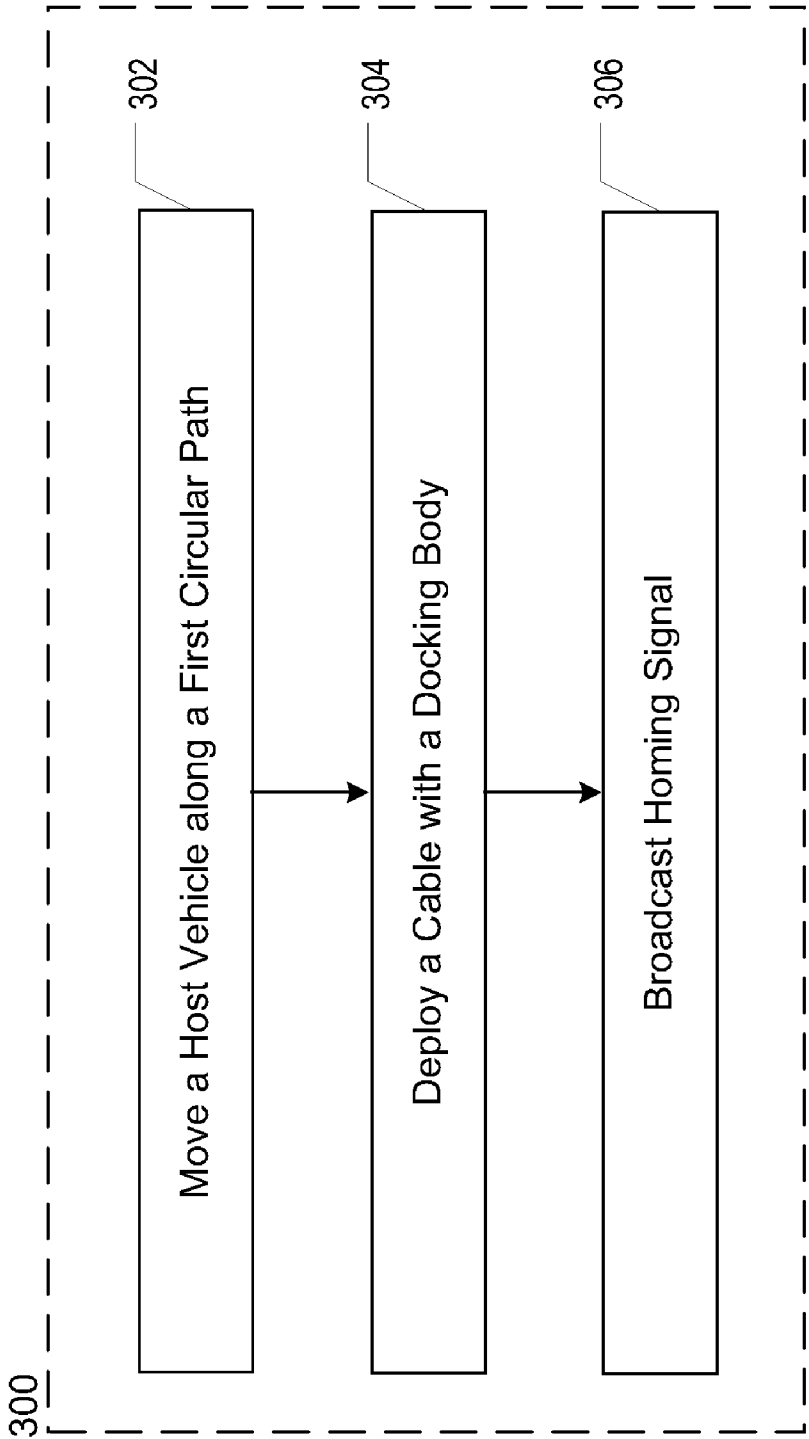 300
302
Move a Host Vehicle along a First Circular Path
304
Deploy a Cable with a Docking Body
306
Broadcast Homing Signal